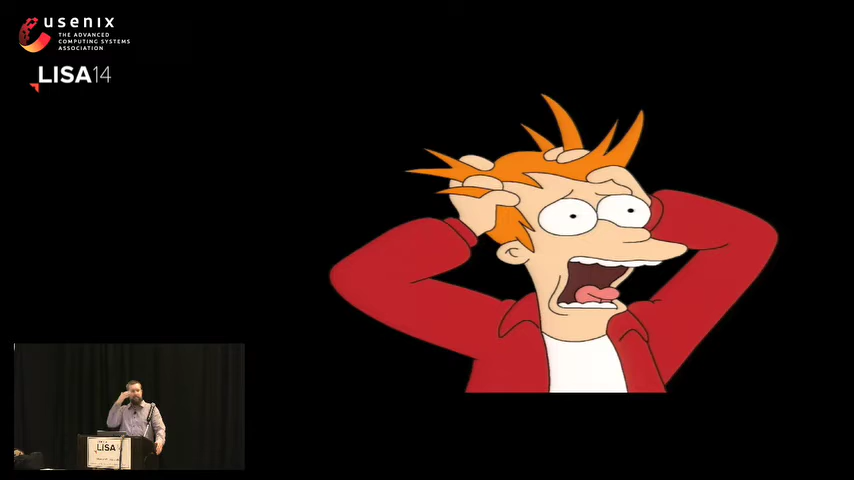 usenix
THE ADVANCED
COMPUTING SYSTEMS
ASSOCIATION
LISA14
LISA